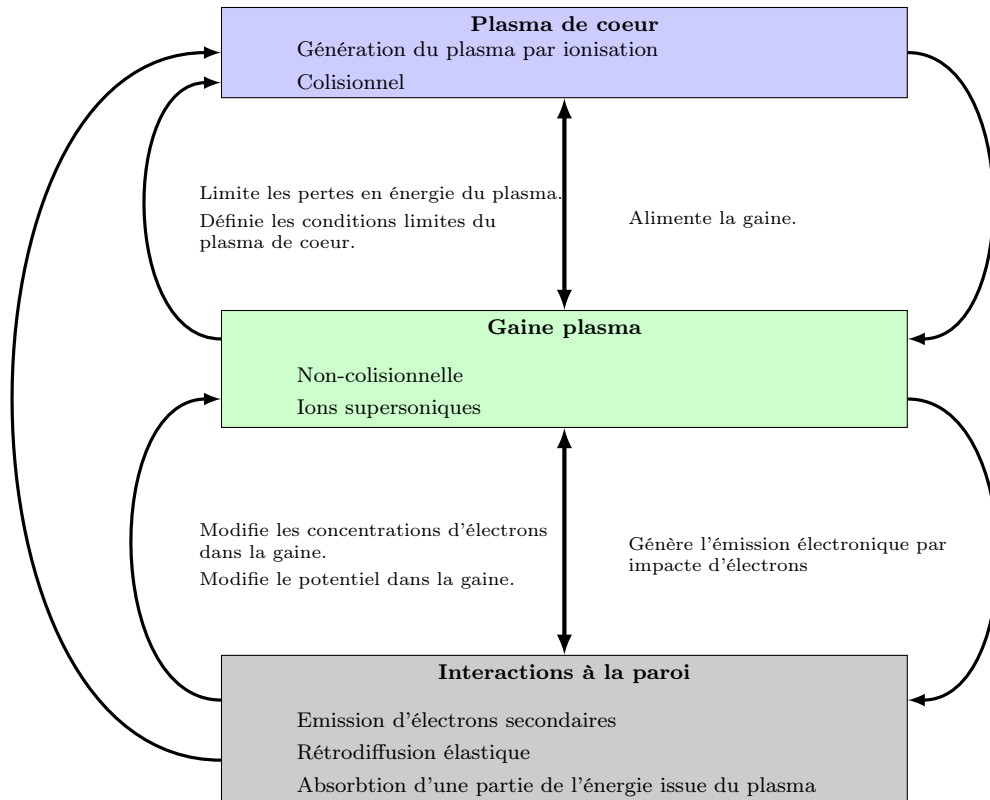 Plasma de coeur
Génération du plasma par ionisation
Colisionnel
Limite les pertes en énergie du plasma.
Définie les conditions limites du
plasma de coeur.
Alimente la gaine.
Gaine plasma
Non-colisionnelle
Ions supersoniques
Modifie les concentrations d'électrons
dans la gaine.
Modifie le potentiel dans la gaine.
Génère l'émission électronique par
impacte d'électrons
Interactions à la paroi
Emission d'électrons secondaires
Rétrodiffusion élastique
Absorbtion d'une partie de l'énergie issue du plasma